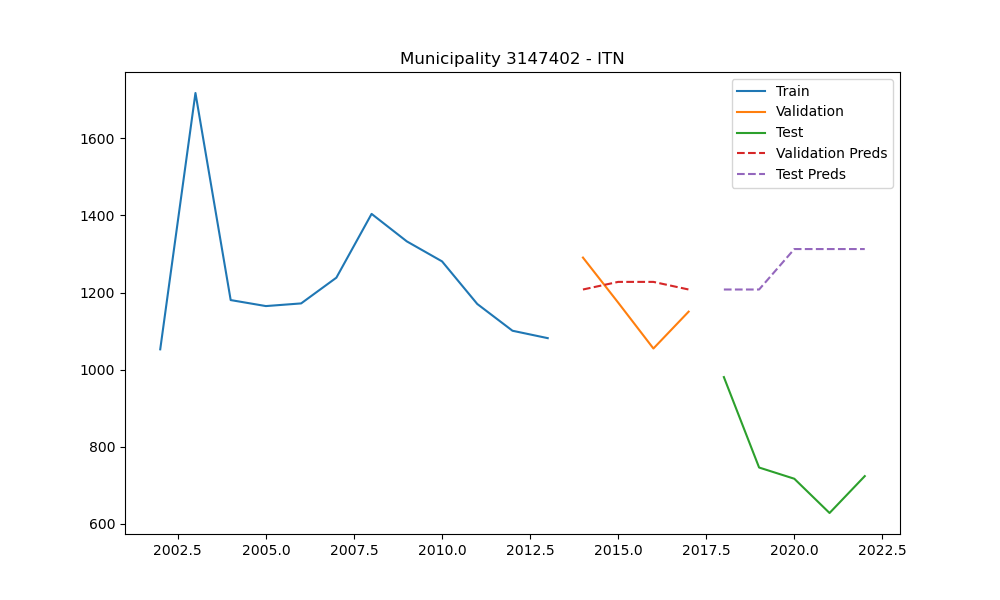 Municipality 3147402 - ITN
Train
Validation
Test
Validation Preds
Test Preds
1600
1400
1200
1000
800
600
2002.5 2005.0 2007.5 2010.0 2012.5 2015.0 2017.5 2020.0 2022.5